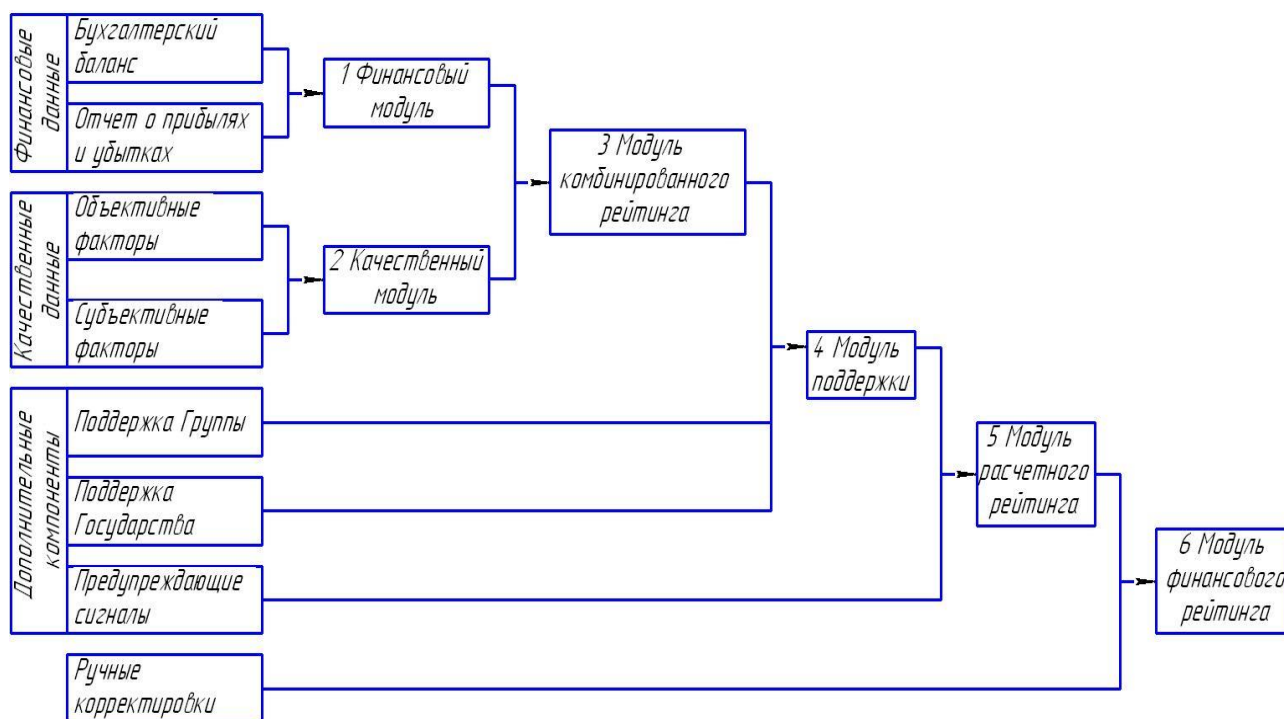 Финансовые
данные
Бухгалтерский
баланс
Отчет о прибылях
и убытках
Качественные
данные
Объективные
факторы
Субъективные
факторы
Дополнительные
компоненты
Поддержка Группы
Поддержка
Государства
Предупреждающие
сигналы
Ручные
корректировки
1 Финансовый
модуль
2 Качественный
модуль
3 Модуль
комбинированного
рейтинга
4 Модуль
поддержки
5 Модуль
расчетного
рейтинга
6 Модуль
финансового
рейтинга